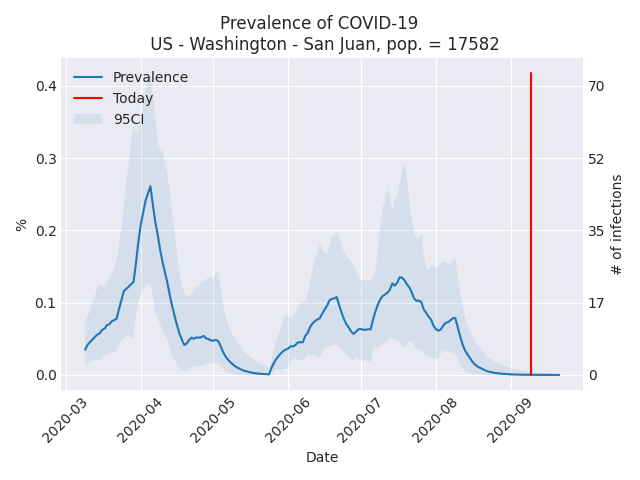 Prevalence of COVID-19
US - Washington - San Juan, pop. = 17582
Prevalence
Today
95CI
%
0.4
0.3
0.2
0.1
0.0
70
52
35
17
0
# of infections
2020-03
2020-04
2020-05
2020-06
2020-07
2020-08
2020-09
Date